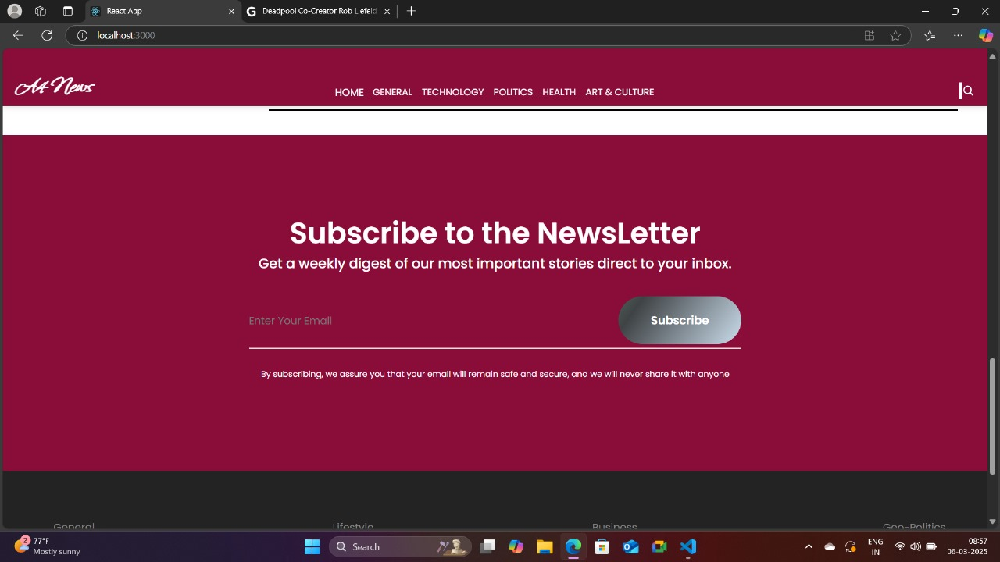 React App
Deadpool Co-Creator Rob Liefeld
localhost:3000
A4 News
HOME GENERAL TECHNOLOGY POLITICS HEALTH ART & CULTURE
Subscribe to the NewsLetter
Get a weekly digest of our most important stories direct to your inbox.
Enter Your Email
Subscribe
By subscribing, we assure you that your email will remain safe and secure, and we will never share it with anyone
General Lifestyle Business Geo-Politics
2
77°F
Mostly sunny
Search
ENG
IN
08:57
06-03-2025